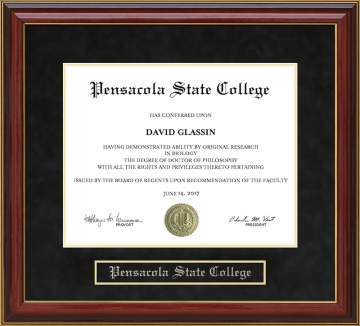 Pensacola State College
HAS CONFERRED UPON
DAVID GLASSIN
HAVING DEMONSTRATED ABILITY BY ORIGINAL RESEARCH
IN BIOLOGY
THE DEGREE OF DOCTOR OF PHILOSOPHY
WITH ALL THE RIGHTS AND PRIVILEGES THERETO PERTAINING
ISSUED BY THE BOARD OF REGENTS UPON RECOMMENDATION OF THE FACULTY
JUNE 14, 2017
PROVOST
PRESIDENT
Pensacola State College